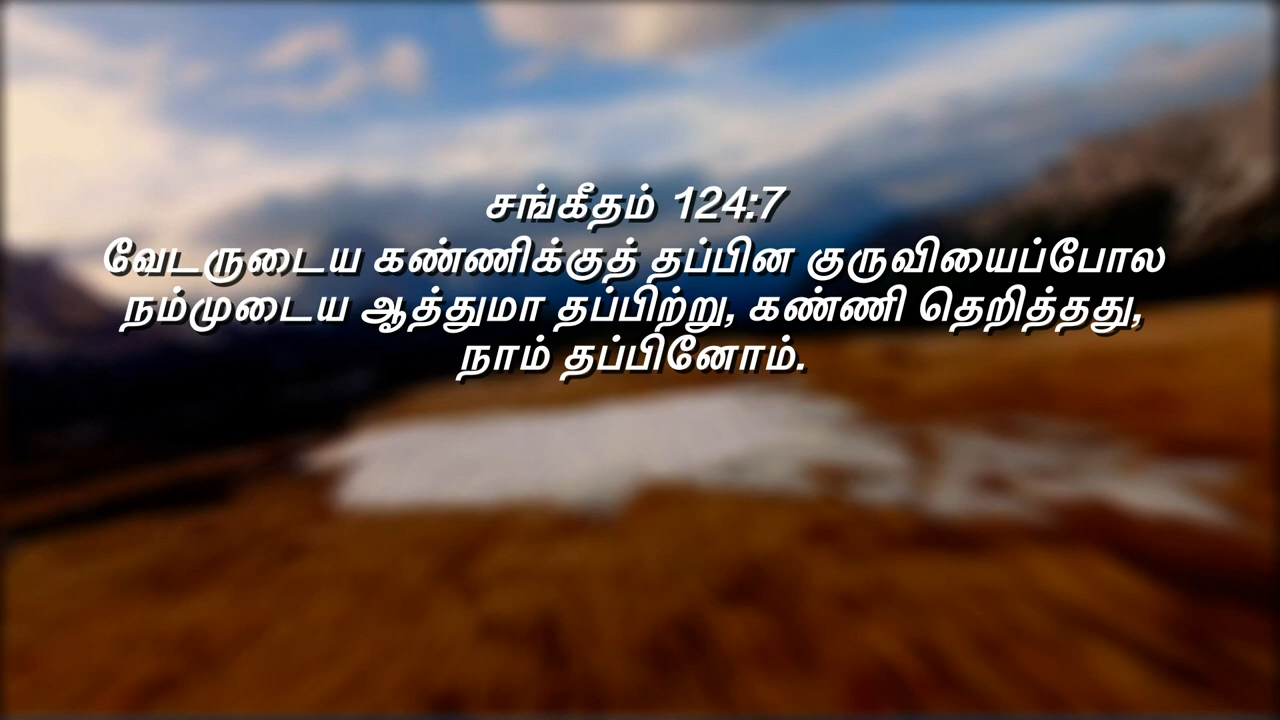 சங்கீதம் 124:7
வேடருடைய கண்ணிக்குத் தப்பின குருவியைப்போல
நம்முடைய ஆத்துமா தப்பிற்று, கண்ணி தெறித்தது,
நாம் தப்பினோம்.